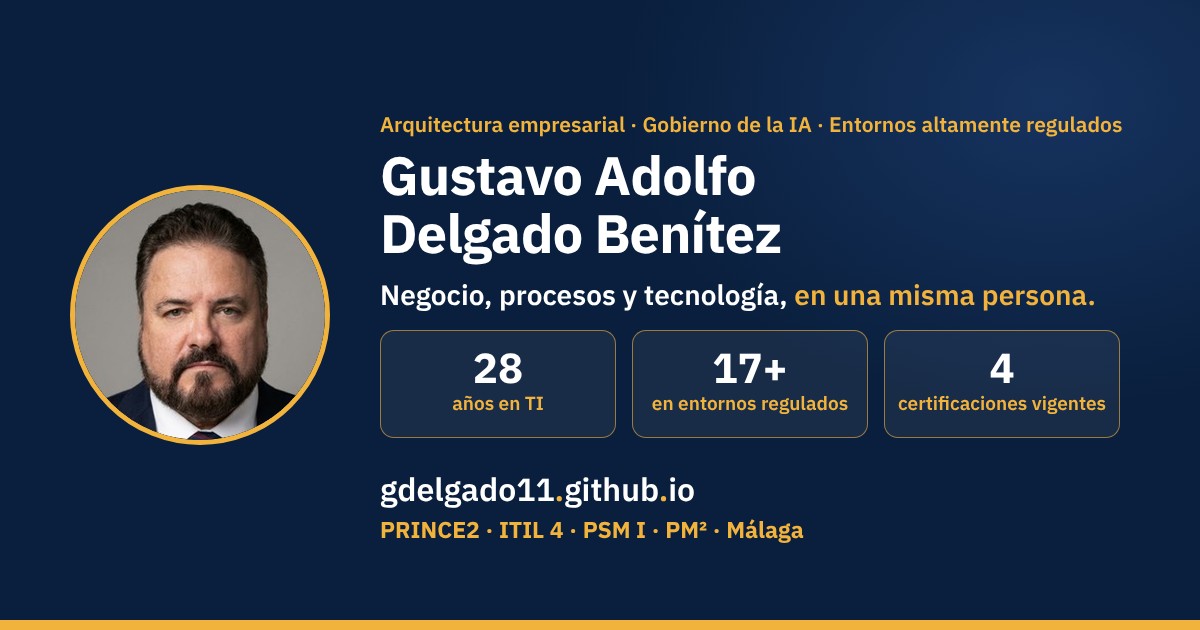 Arquitectura empresarial · Gobierno de la IA · Entornos altamente regulados
Gustavo Adolfo
Delgado Benítez
Negocio, procesos y tecnología, en una misma persona.
28
años en TI
17+
en entornos regulados
4
certificaciones vigentes
gdelgado11.github.io
PRINCE2 · ITIL 4 · PSM I · PM² · Málaga